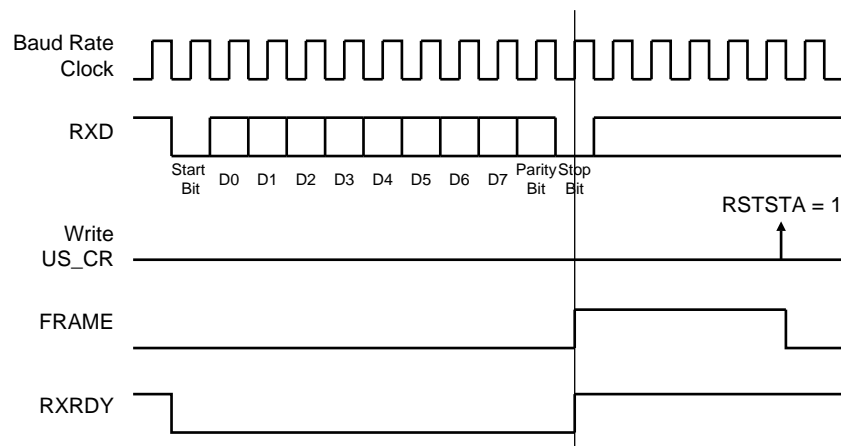 Baud Rate
Clock
RXD
Start
Bit
D0 D1 D2 D3 D4 D5 D6 D7
Parity
Bit
Stop
Bit
RSTSTA = 1
Write
US_CR
FRAME
RXRDY